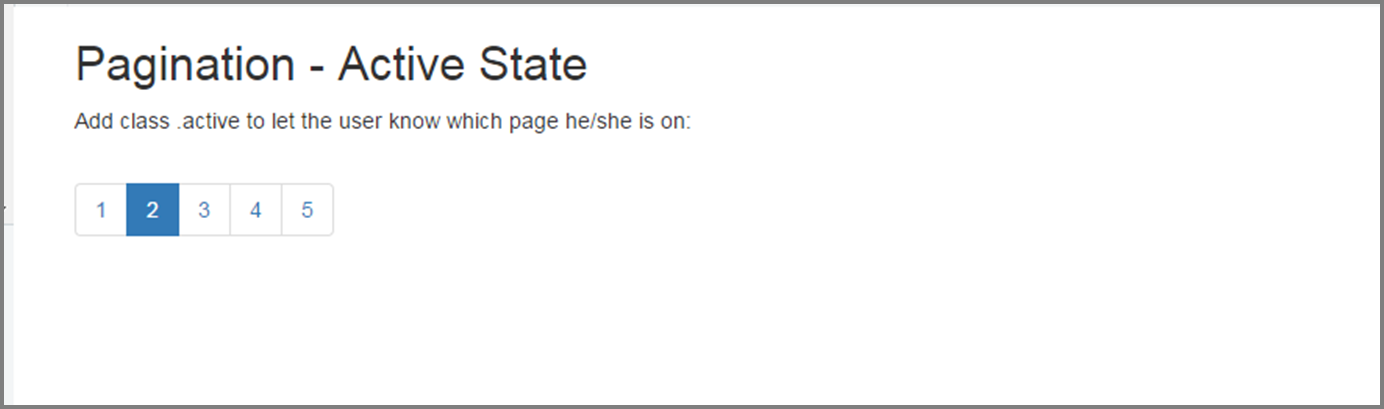 Pagination - Active State
Add class .active to let the user know which page he/she is on:
1 2 3 4 5